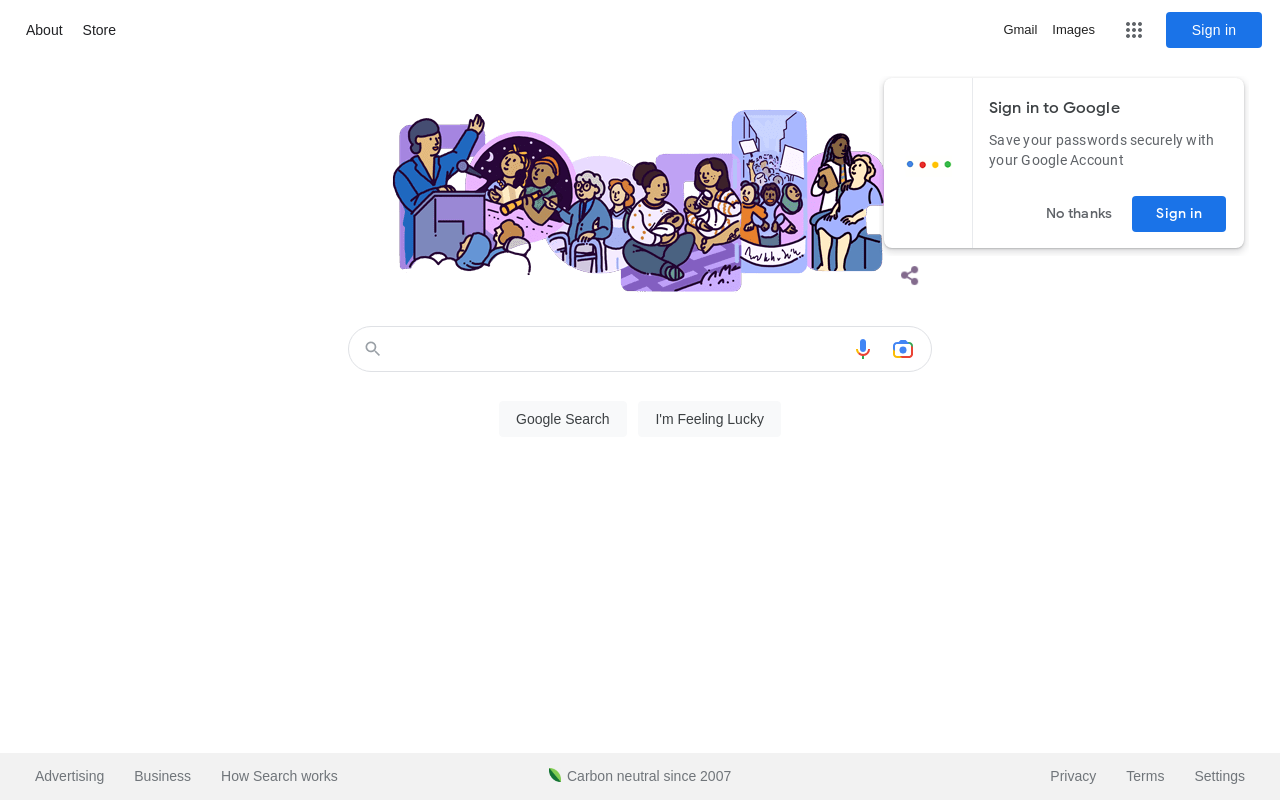 About Store
Gmail Images
Sign in
Sign in to Google
Save your passwords securely with
your Google Account
No thanks
Sign in
Google Search
I'm Feeling Lucky
Advertising Business How Search works
Carbon neutral since 2007
Privacy Terms Settings